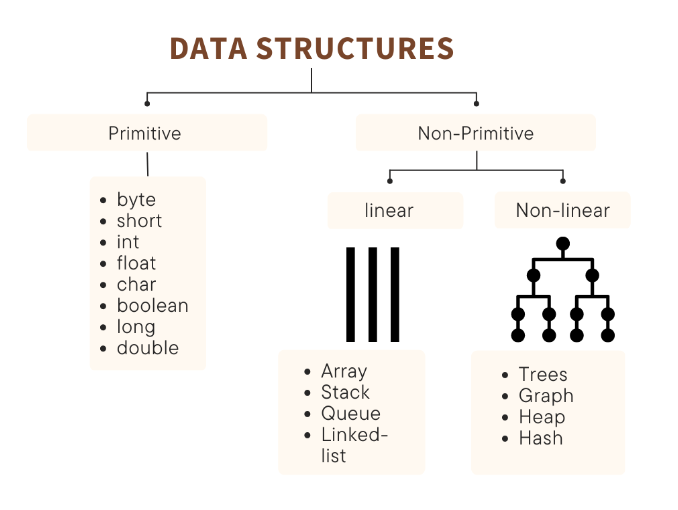 DATA STRUCTURES
Primitive
Non-Primitive
• byte
• short
• int
• float
• char
• boolean
• long
• double
linear
Non-linear
• Array
• Stack
• Queue
• Linked-
list
• Trees
• Graph
• Heap
• Hash